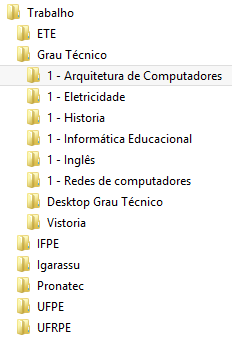 Trabalho
ETE
Grau Técnico
1 - Arquitetura de Computadores
1 - Eletricidade
1 - Historia
1 - Informática Educacional
1 - Inglês
1 - Redes de computadores
Desktop Grau Técnico
Vistoria
IFPE
Igarassu
Pronatec
UFPE
UFRPE